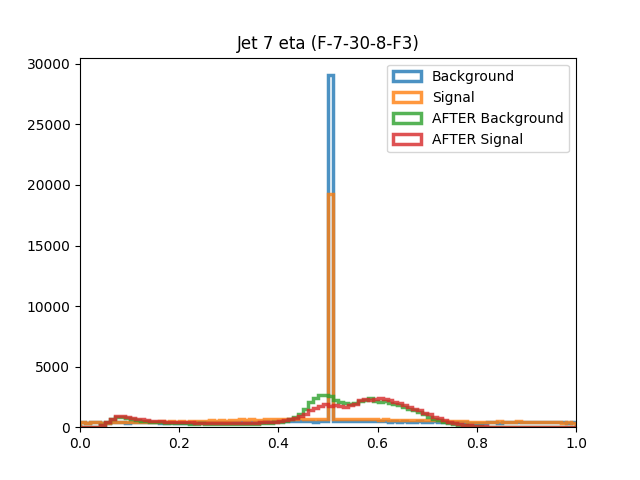 Jet 7 eta (F-7-30-8-F3)
30000
25000
20000
15000
10000
5000
0
0.0 0.2 0.4 0.6 0.8 1.0
Background
Signal
AFTER Background
AFTER Signal